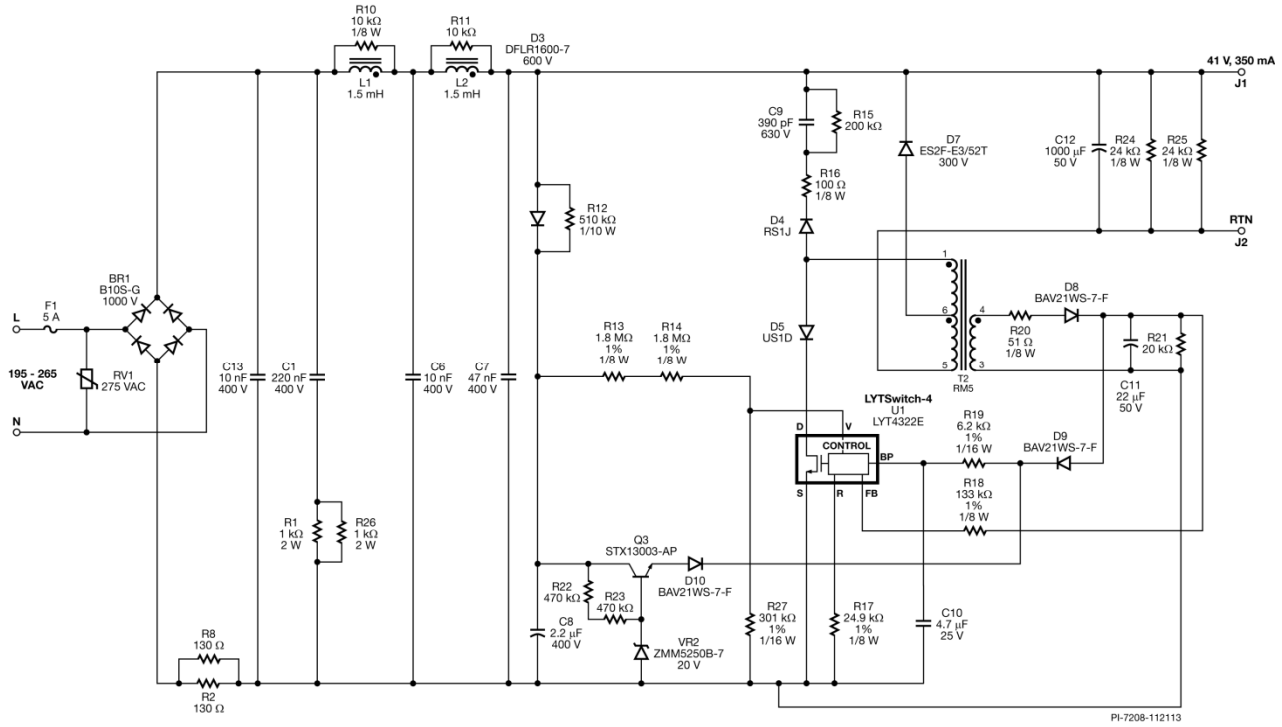 R10
10 kΩ
1/8 W
L1
1.5 mH
R11
10 kΩ
L2
1.5 mH
D3
DFLR1600-7
600 V
41 V, 350 mA
J1
C9
390 pF
630 V
R15
200 kΩ
D7
ES2F-E3/52T
300 V
C12
1000 µF
50 V
R24
24 kΩ
1/8 W
R25
24 kΩ
1/8 W
R16
100 Ω
1/8 W
R12
510 kΩ
1/10 W
D4
RS1J
RTN
J2
BR1
B10S-G
1000 V
F1
5 A
L
195 - 265
VAC
RV1
275 VAC
N
C13
10 nF
400 V
C1
220 nF
400 V
C6
10 nF
400 V
C7
47 nF
400 V
R13
1.8 MΩ
1%
1/8 W
R14
1.8 MΩ
1%
1/8 W
D5
US1D
1
6
5
4
3
T2
RM5
R20
51 Ω
1/8 W
D8
BAV21WS-7-F
R21
20 kΩ
C11
22 µF
50 V
LYTSwitch-4
U1
LYT4322E
D
V
CONTROL
BP
S
R
FB
R19
6.2 kΩ
1%
1/16 W
D9
BAV21WS-7-F
R18
133 kΩ
1%
1/8 W
R1
1 kΩ
2 W
R26
1 kΩ
2 W
Q3
STX13003-AP
D10
BAV21WS-7-F
R22
470 kΩ
R23
470 kΩ
C8
2.2 µF
400 V
VR2
ZMM5250B-7
20 V
R27
301 kΩ
1%
1/16 W
R17
24.9 kΩ
1%
1/8 W
C10
4.7 µF
25 V
R8
130 Ω
R2
130 Ω
PI-7208-112113